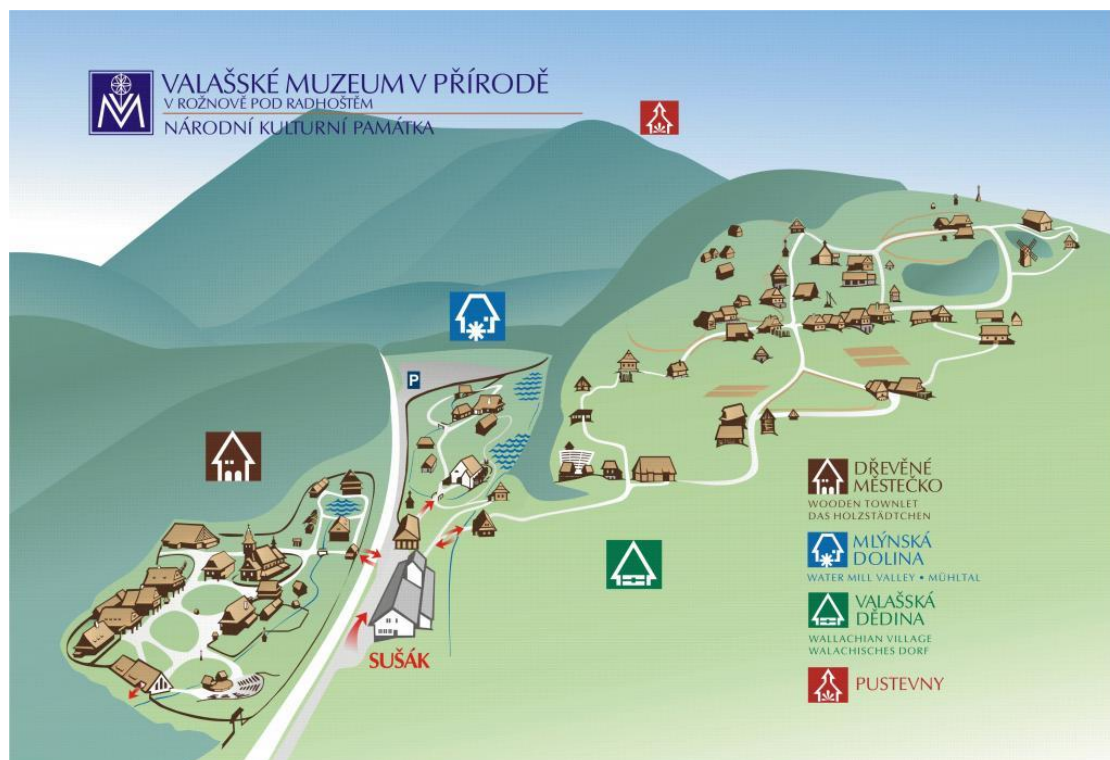 VALAŠSKÉ MUZEUM V PŘÍRODĚ
V ROŽNOVĚ POD RADHOŠTĚM
NÁRODNÍ KULTURNÍ PAMÁTKA
P
SUŠÁK
DŘEVĚNÉ
MĚSTEČKO
WOODEN TOWNLET
DAS HOLZSTÄDTCHEN
MLÝNSKÁ
DOLINA
WATER MILL VALLEY • MÜHLTAL
VALAŠSKÁ
DĚDINA
WALLACHIAN VILLAGE
WALACHISCHES DORF
PUSTEVNY